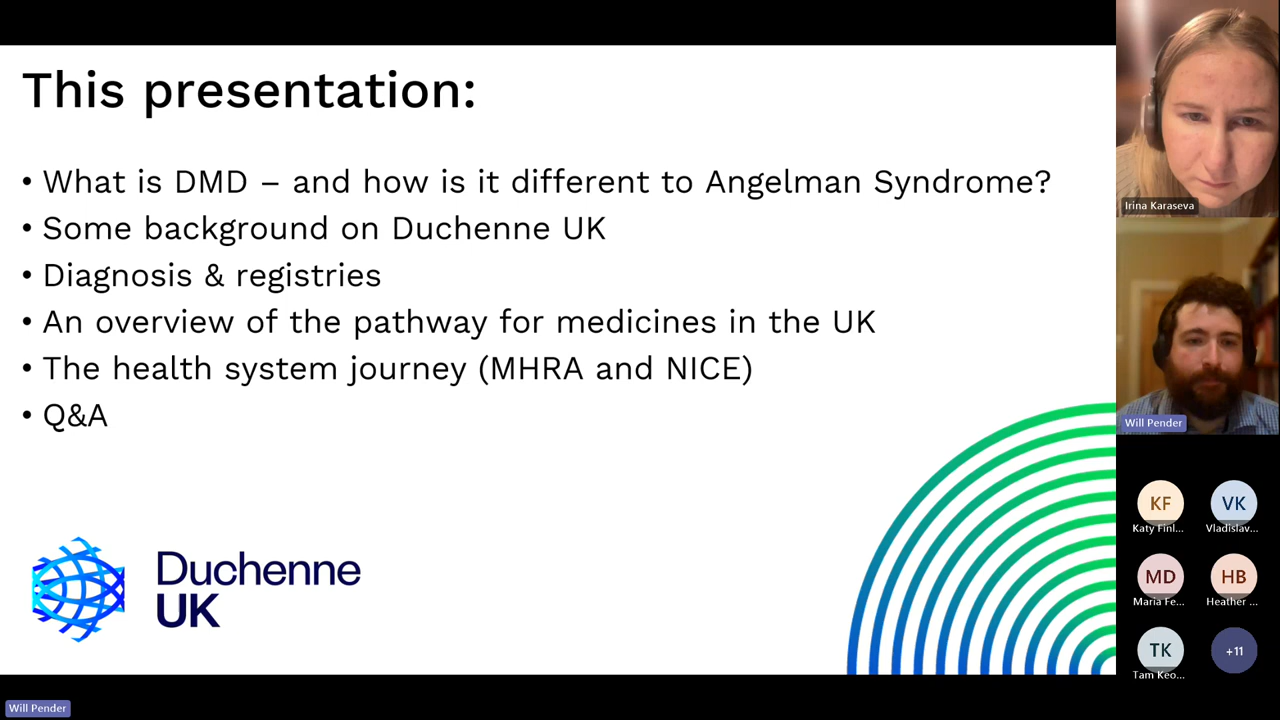 This presentation:
• What is DMD – and how is it different to Angelman Syndrome?
• Some background on Duchenne UK
• Diagnosis & registries
• An overview of the pathway for medicines in the UK
• The health system journey (MHRA and NICE)
• Q&A
Duchenne
UK
Irina Karaseva
Will Pender
KF
VK
Katy Finl...
Vladislav...
MD
HB
Maria Fe...
Heather ...
TK
+11
Tam Keo...
Will Pender